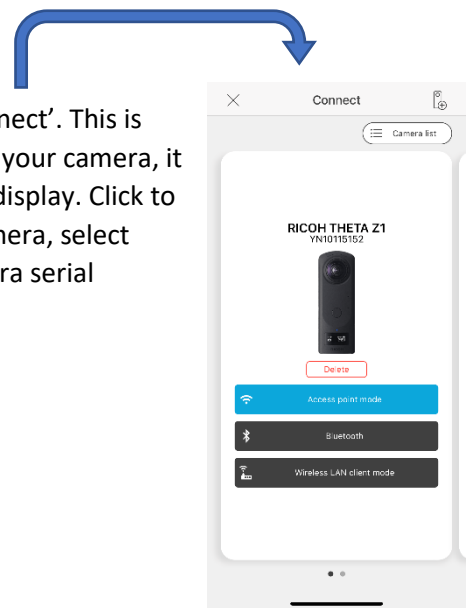 nect’. This is
your camera, it
display. Click to
nera, select
ra serial
Connect
Camera list
RICOH THETA Z1
YN10115152
Delete
Access point mode
Bluetooth
Wireless LAN client mode